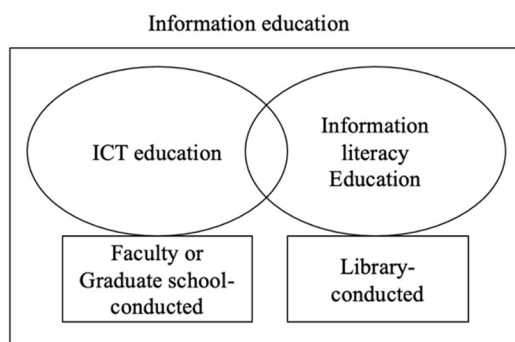 Information education
ICT education
Information
literacy
Education
Faculty or
Graduate school-
conducted
Library-
conducted